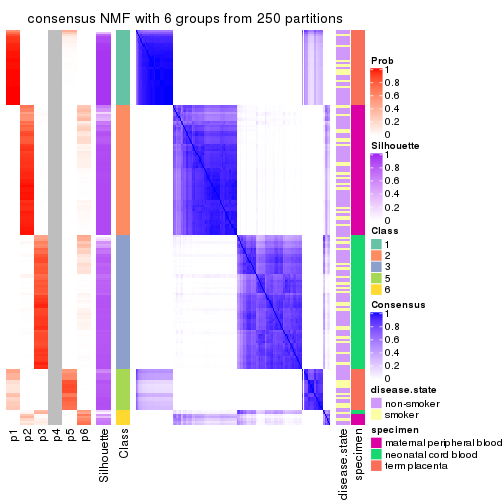 consensus NMF with 6 groups from 250 partitions
Prob
1
0.8
0.6
0.4
0.2
0
Silhouette
1
0.8
0.6
0.4
0.2
0
Class
1
2
3
5
6
Consensus
1
0.8
0.6
0.4
0.2
0
disease.state
non-smoker
smoker
specimen
maternal peripheral blood
neonatal cord blood
term placenta
p1
p2
p3
p4
p5
p6
Silhouette
Class
disease.state
specimen